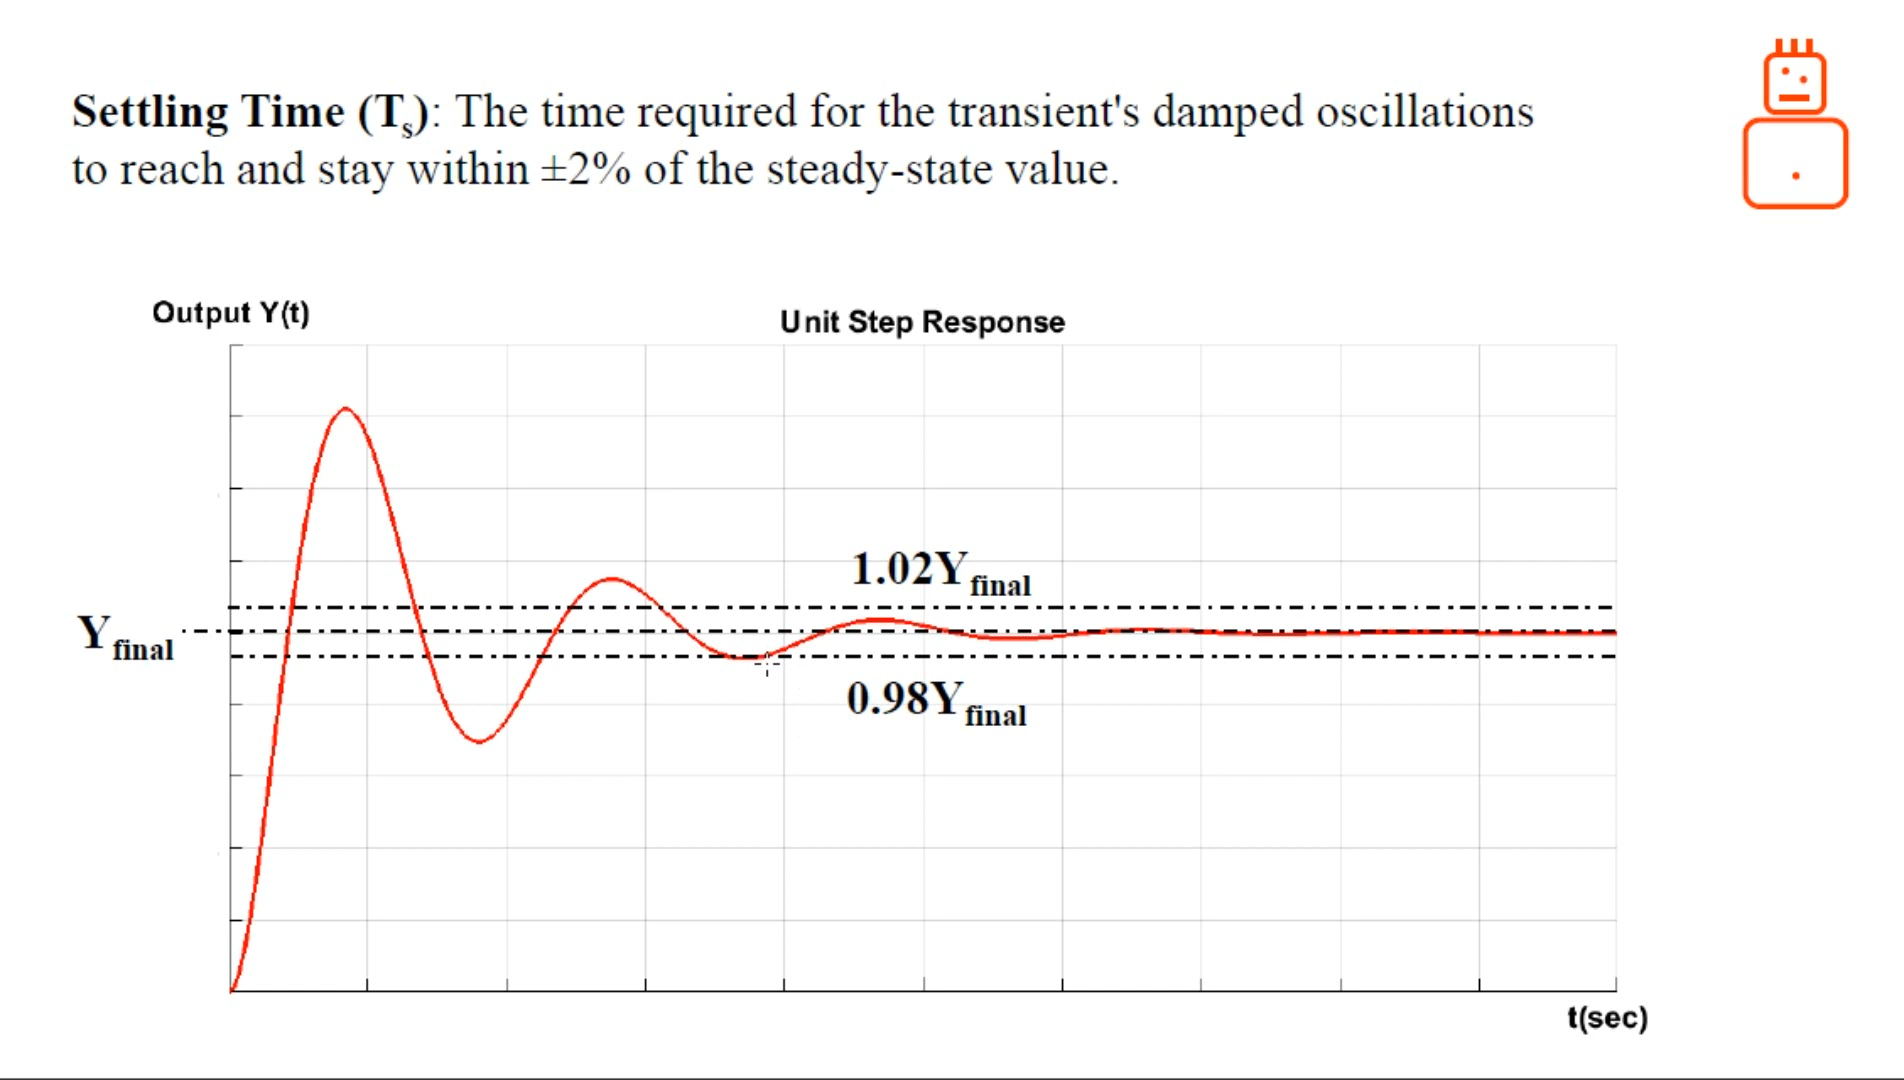 Settling Time (Ts): The time required for the transient's damped oscillations
to reach and stay within ±2% of the steady-state value.
Output Y(t)
Unit Step Response
1.02Yfinal
Yfinal
0.98Yfinal
t(sec)